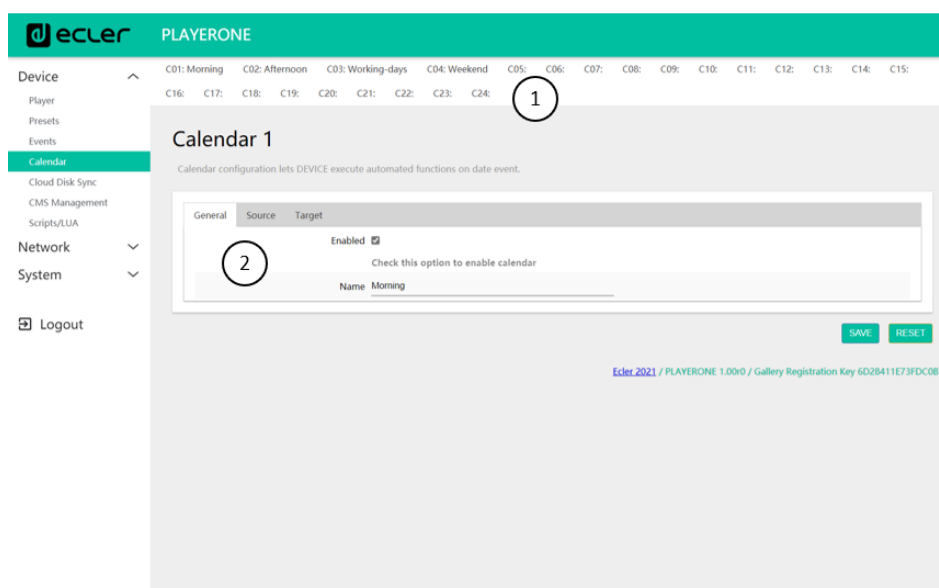 ecler PLAYERONE
Device
Player
Presets
Events
Calendar
Cloud Disk Sync
CMS Management
Scripts/LUA
Network
System
Logout
C01: Morning C02: Afternoon C03: Working-days C04: Weekend C05: C06: C07: C08: C09: C10: C11: C12: C13: C14: C15:
C16: C17: C18: C19: C20: C21: C22: C23: C24:
1
Calendar 1
Calendar configuration lets DEVICE execute automated functions on date event.
General Source Target
Enabled
2
Check this option to enable calendar
Name Morning
SAVE RESET
Ecler 2021 / PLAYERONE 1.00r0 / Gallery Registration Key 6D28411E73FDC0B